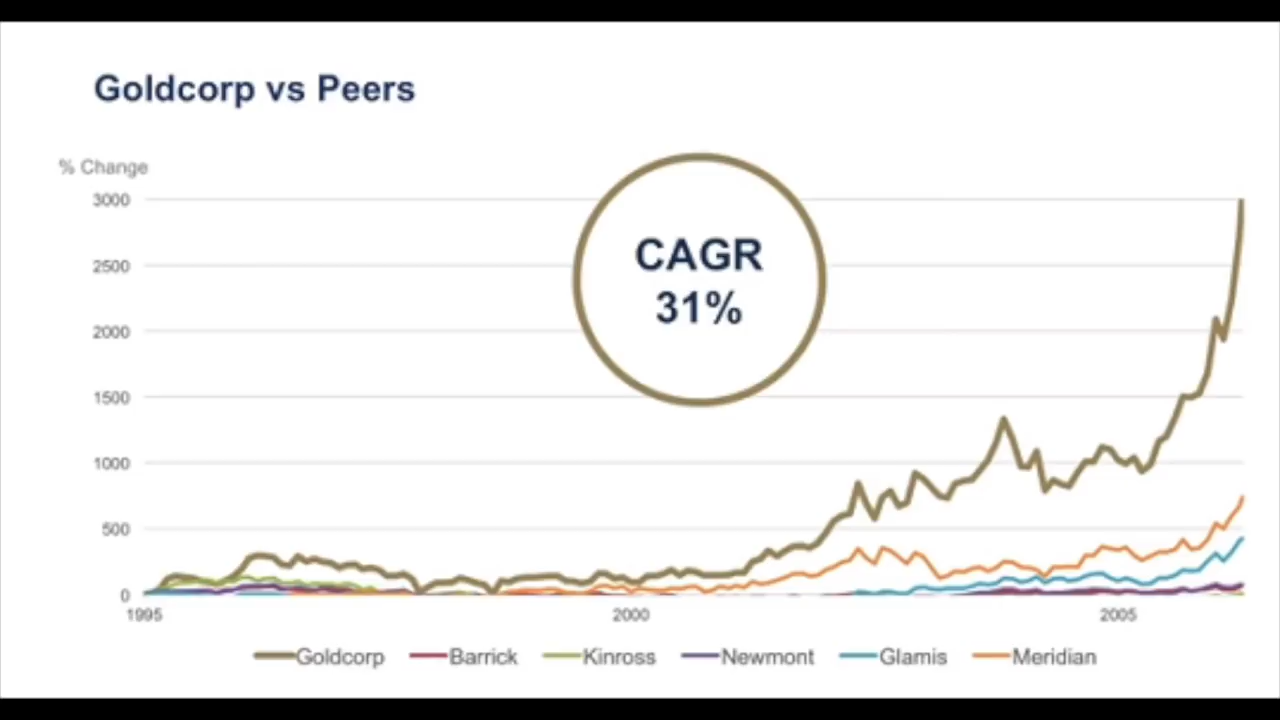 Goldcorp vs Peers
% Change
CAGR
31%
3000
2500
2000
1500
1000
500
0
1995 2000 2005
Goldcorp Barrick Kinross Newmont Glamis Meridian